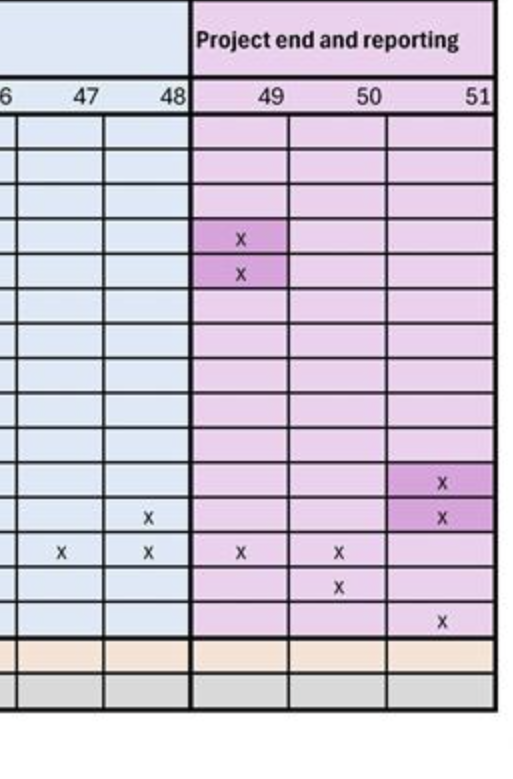 Project end and reporting
6 47 48 49 50 51
x
x
x
x x
x x x x
x
x